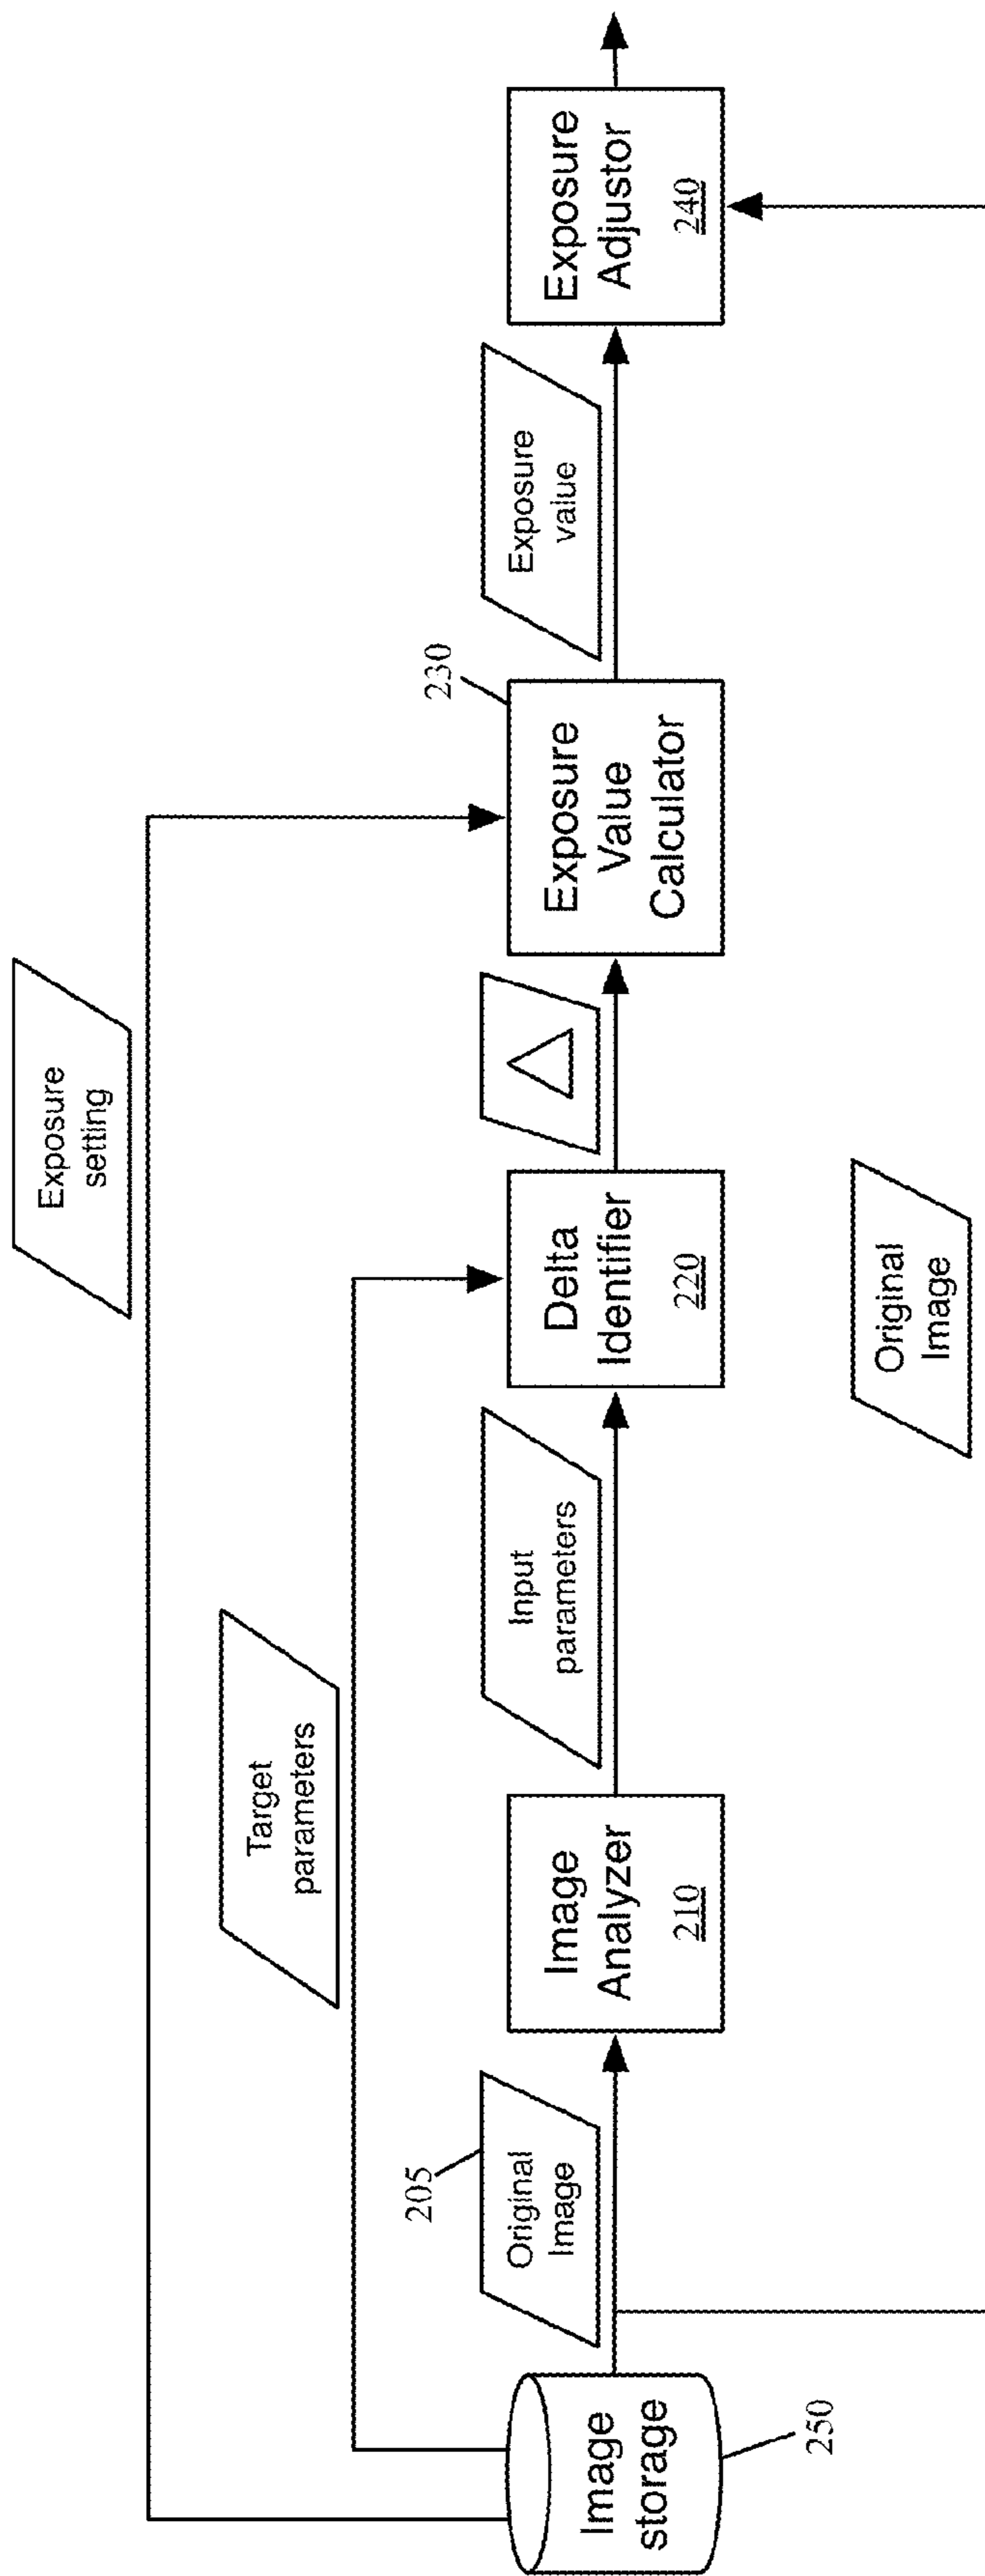 Exposure
setting
Target
parameters
205
Original
Image
Input
parameters
△
230
Exposure
value
Image
storage
250
Image
Analyzer
210
Delta
Identifier
220
Exposure
Value
Calculator
Exposure
Adjustor
240
Original
Image